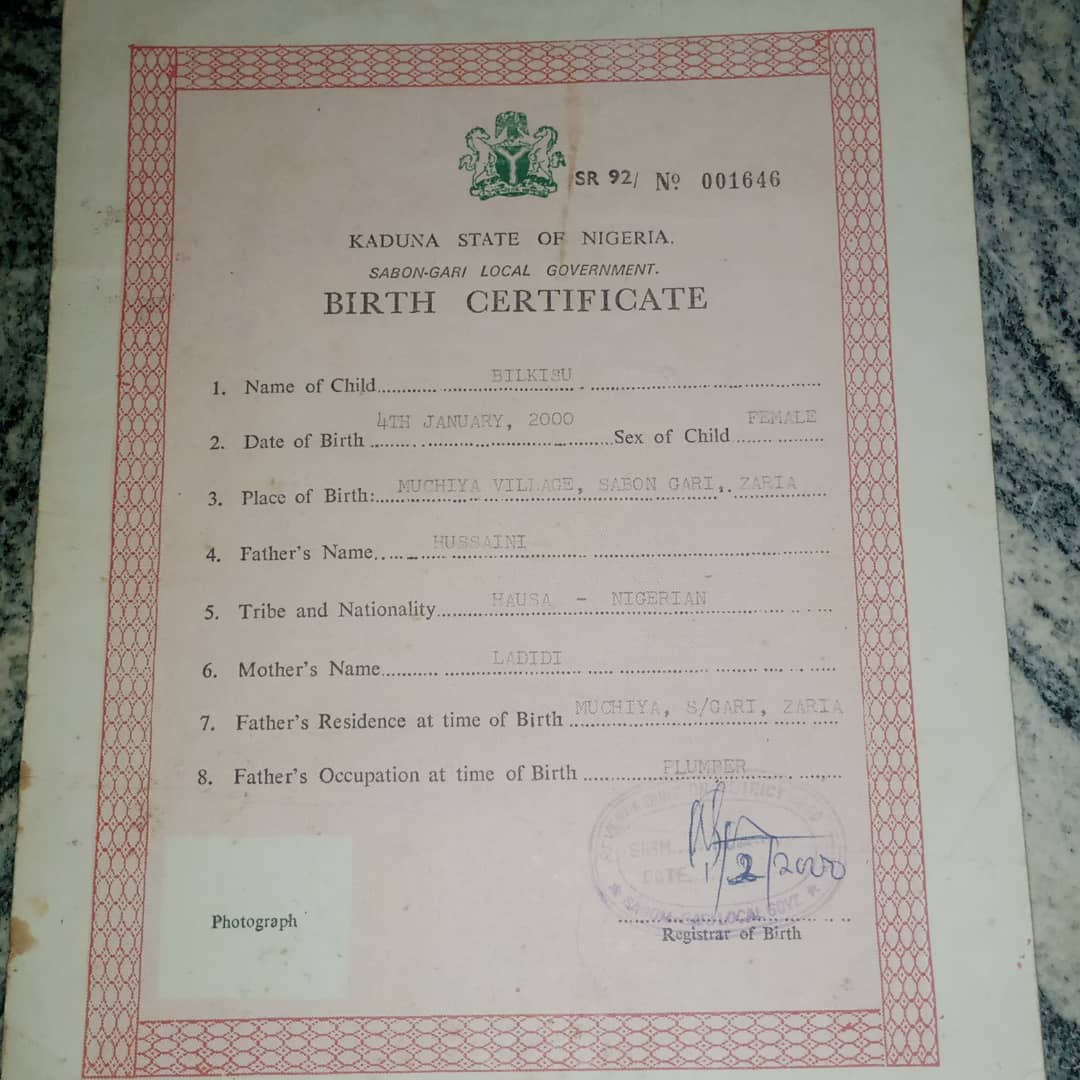 SR 92/ Nº 001646
KADUNA STATE OF NIGERIA.
SABON-GARI LOCAL GOVERNMENT.
BIRTH CERTIFICATE
1. Name of Child BILKISU
2. Date of Birth 4TH JANUARY, 2000 Sex of Child FEMALE
3. Place of Birth: MUCHIYA VILLAGE, SABON GARI, ZARIA
4. Father's Name HUSSAINI
5. Tribe and Nationality HAUSA - NIGERIAN
6. Mother's Name LADIDI
7. Father's Residence at time of Birth MUCHIYA, S/GARI, ZARIA
8. Father's Occupation at time of Birth PLUMBER
SIGN
DATE 1/2/2000
LOCAL GOVT
Photograph
Registrar of Birth